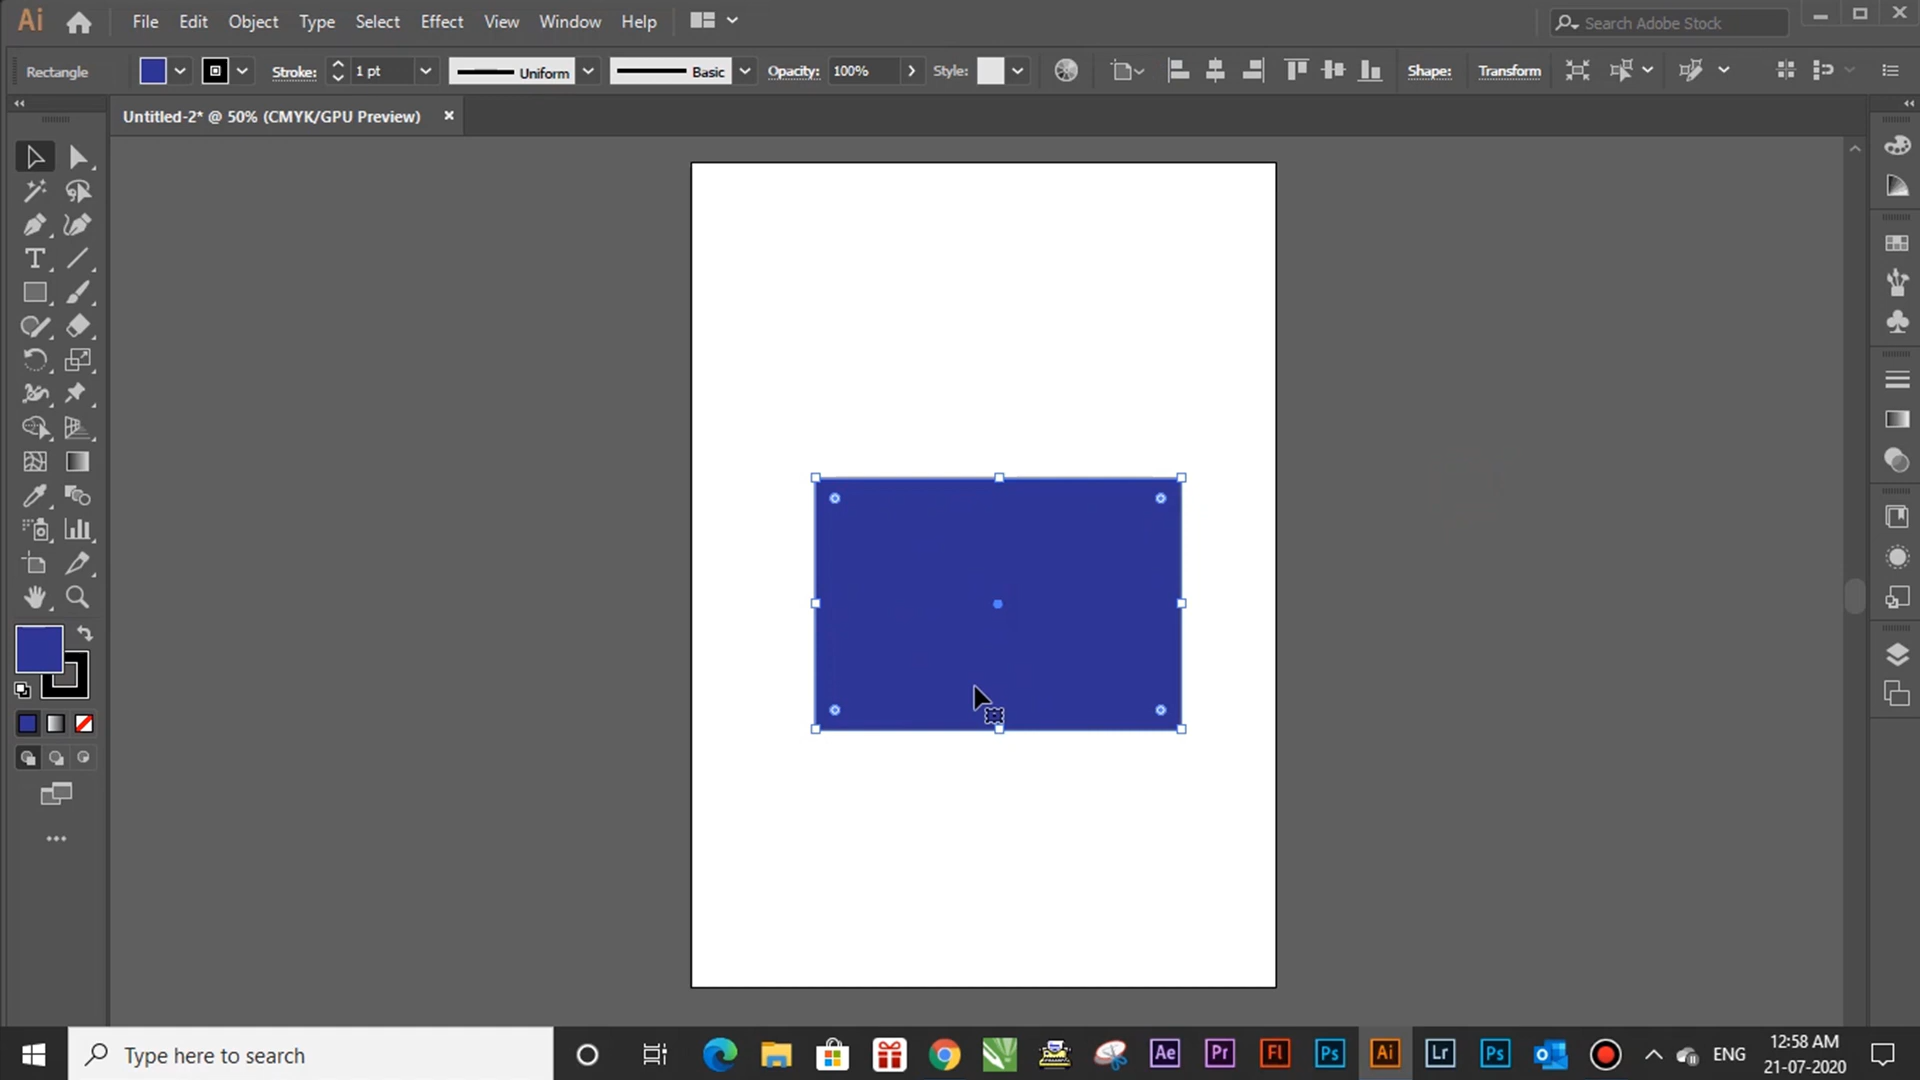 Ai File Edit Object Type Select Effect View Window Help Search Adobe Stock
Rectangle Stroke: 1 pt Uniform Basic Opacity: 100% Style: Shape: Transform
Untitled-2* @ 50% (CMYK/GPU Preview) ×
T
Type here to search Ae Pr Fl Ps Ai Lr Ps ENG 12:58 AM
21-07-2020